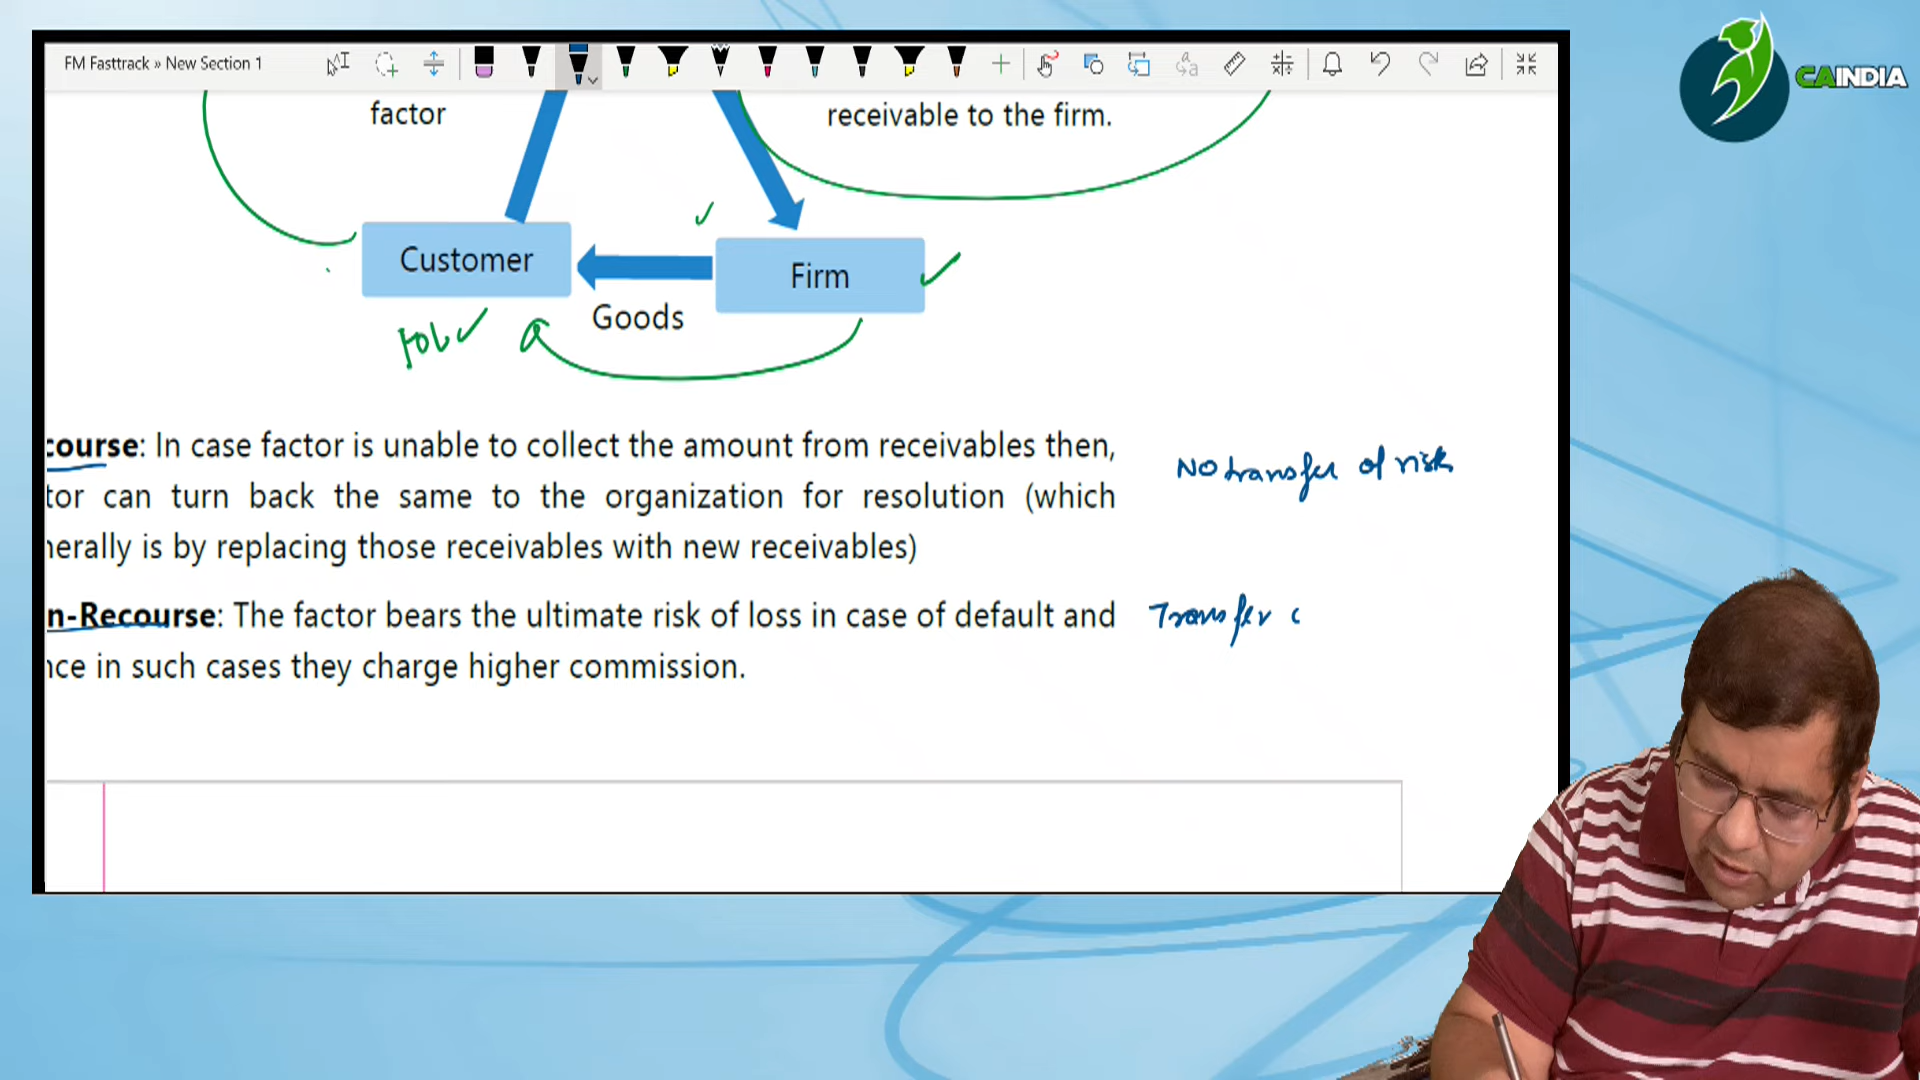 FM Fasttrack » New Section 1
CAINDIA
factor
receivable to the firm.
Customer
Firm
Goods
course: In case factor is unable to collect the amount from receivables then,
tor can turn back the same to the organization for resolution (which
nerally is by replacing those receivables with new receivables)
No transfer of risk
n-Recourse: The factor bears the ultimate risk of loss in case of default and
nce in such cases they charge higher commission.
Transfer